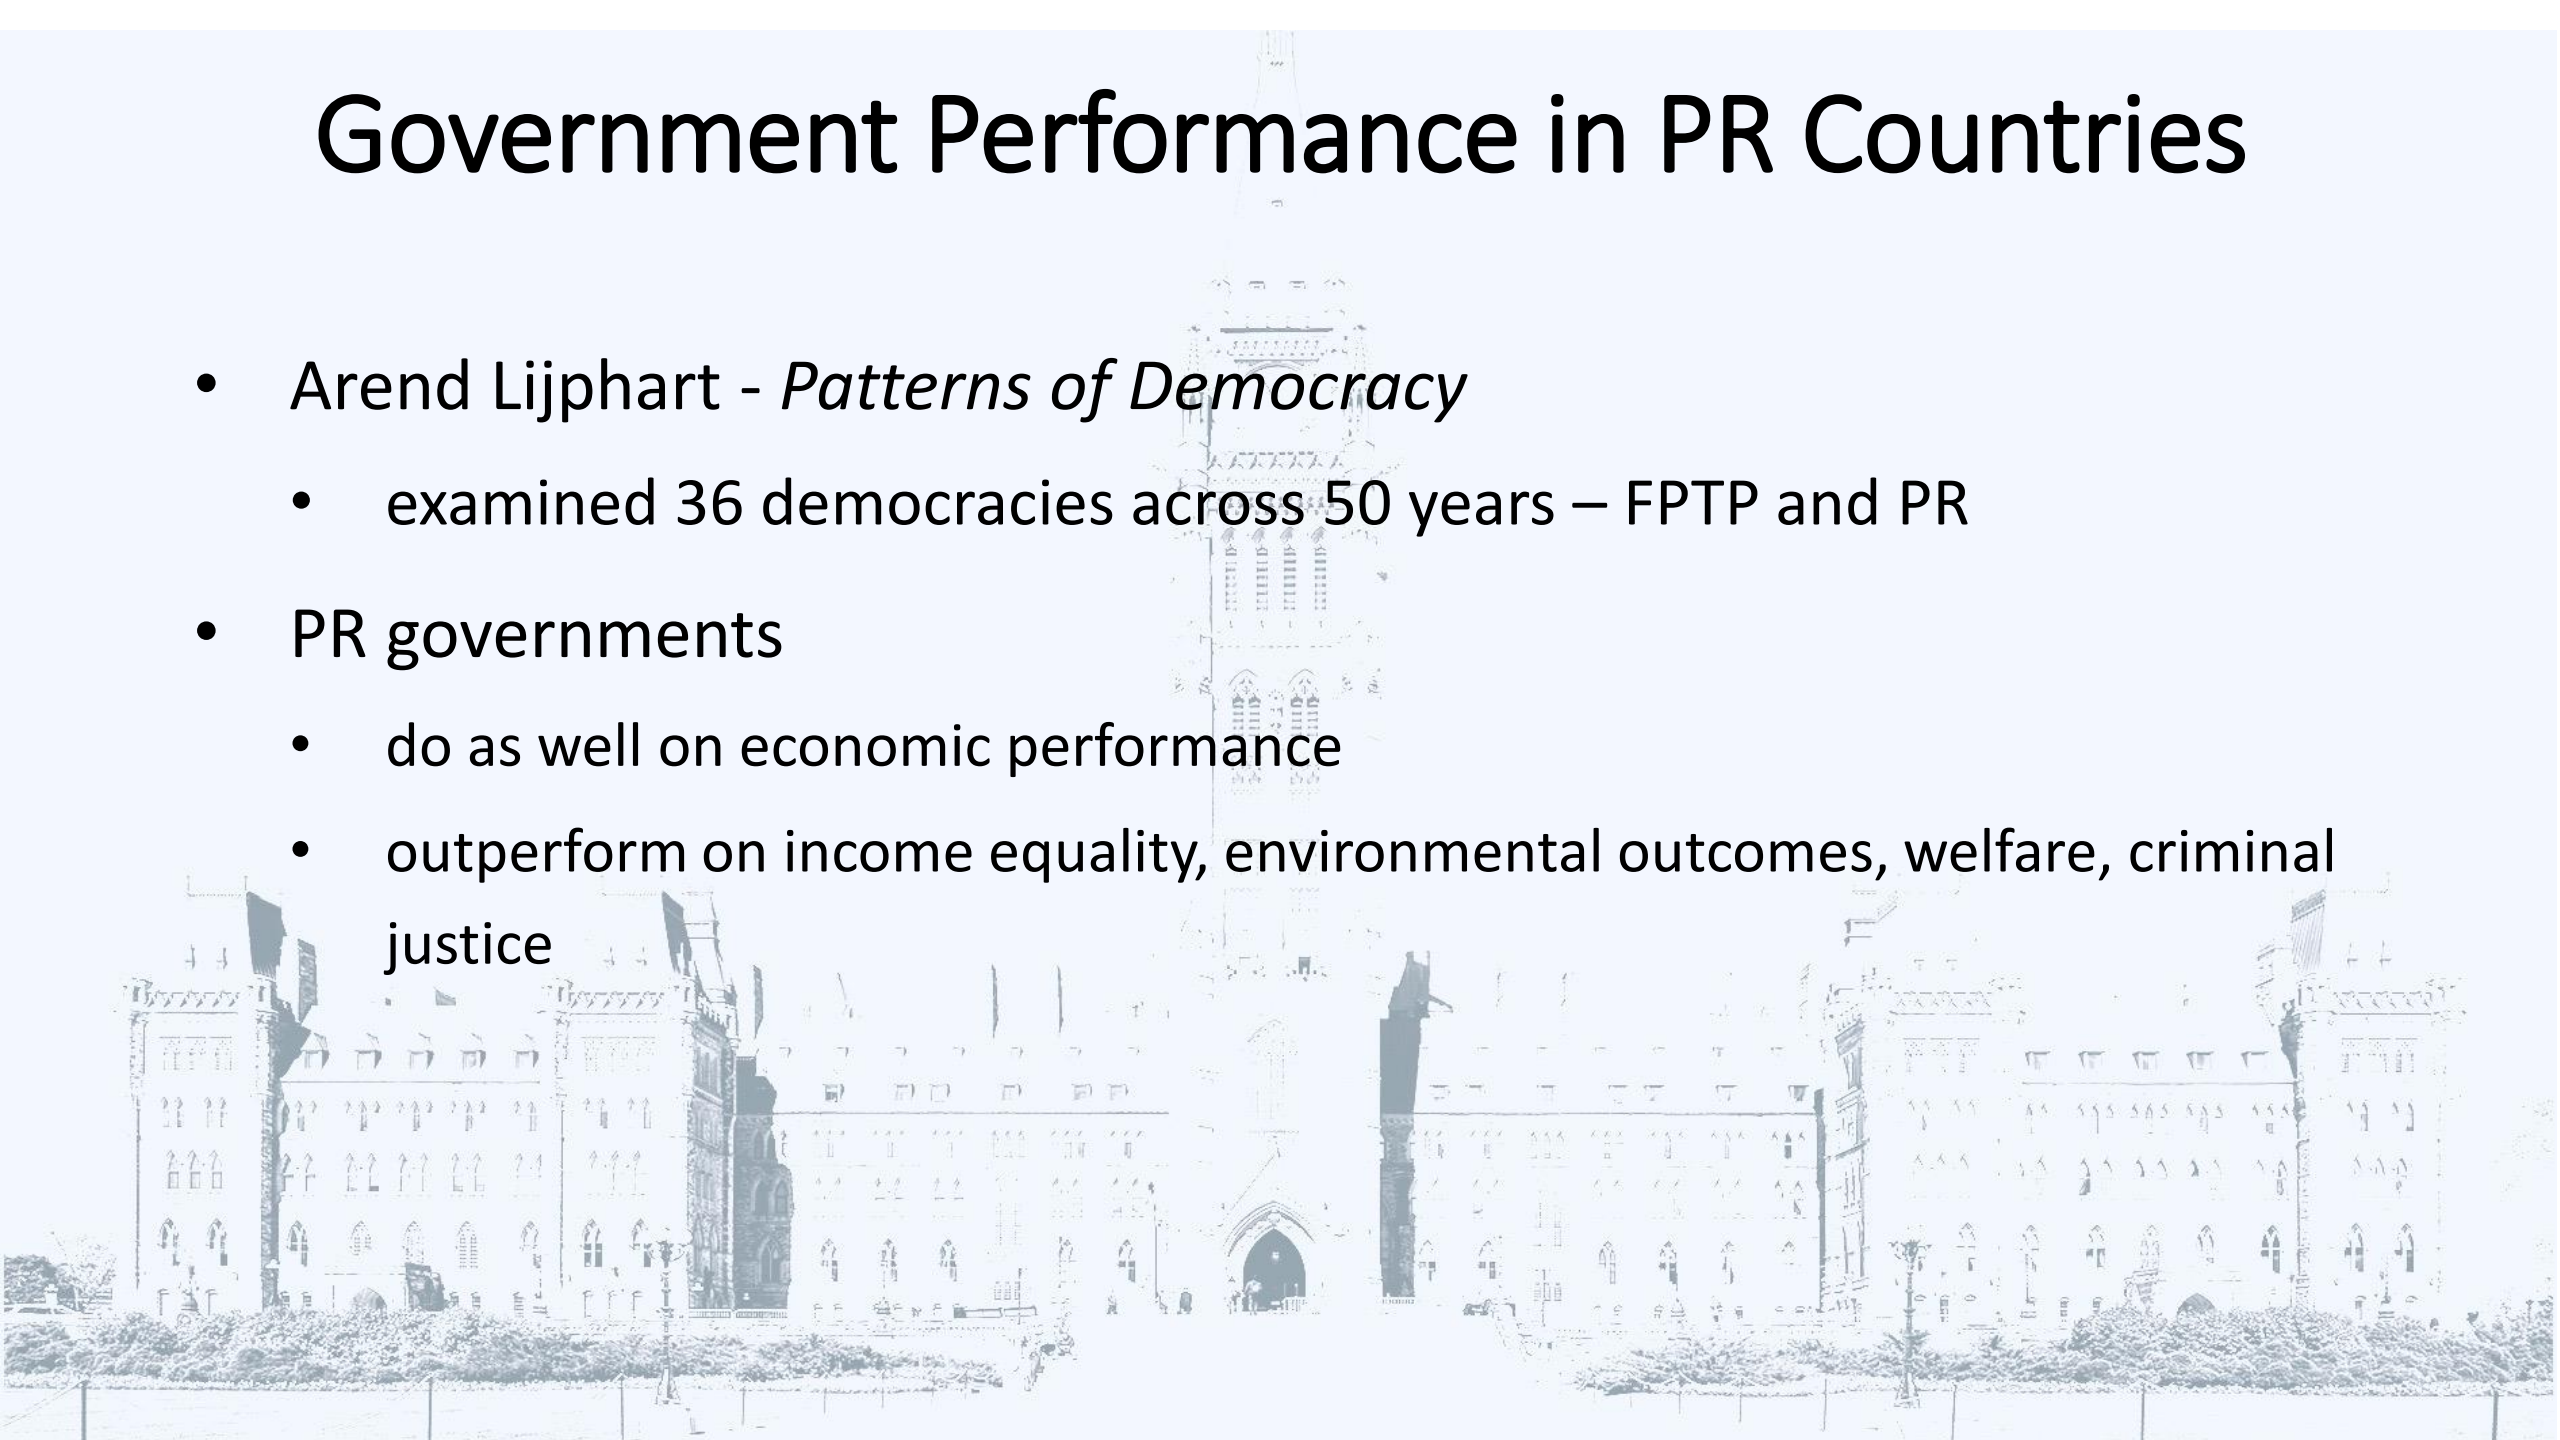 Government Performance in PR Countries
• Arend Lijphart - Patterns of Democracy
• examined 36 democracies across 50 years – FPTP and PR
• PR governments
• do as well on economic performance
• outperform on income equality, environmental outcomes, welfare, criminal
justice